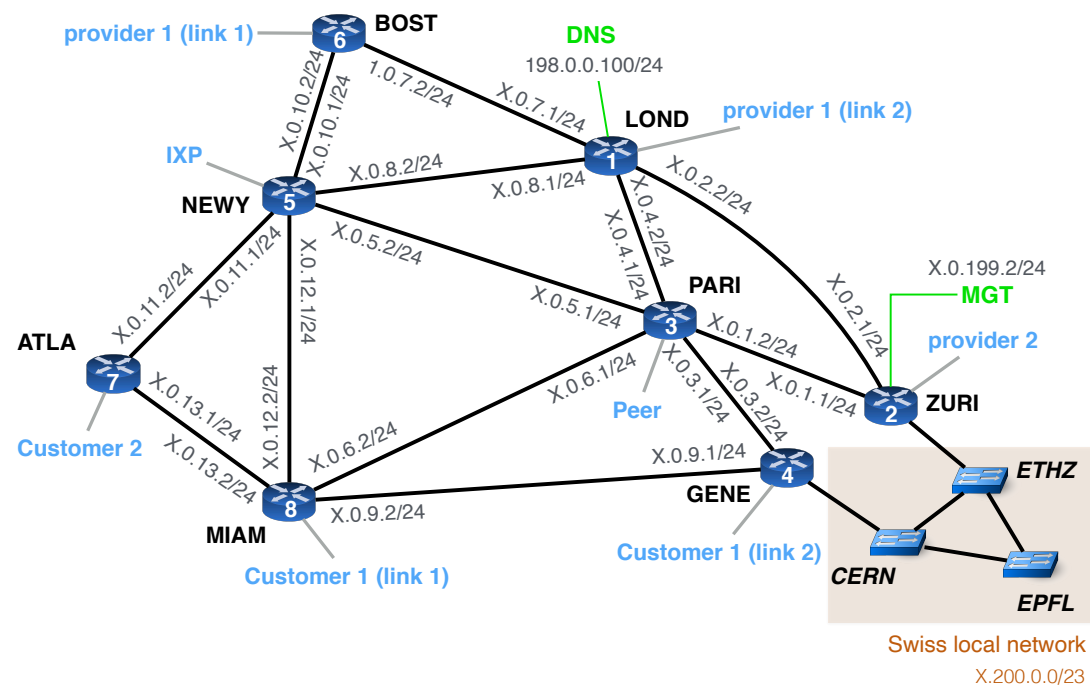 BOST
provider 1 (link 1)
6
DNS
198.0.0.100/24
X.0.10.2/24
X.0.10.1/24
1.0.7.2/24
X.0.7.1/24
LOND
provider 1 (link 2)
1
IXP
X.0.8.2/24
X.0.8.1/24
X.0.2.2/24
NEWY
5
X.0.4.2/24
X.0.4.1/24
X.0.5.2/24
X.0.11.1/24
X.0.11.2/24
X.0.12.1/24
X.0.5.1/24
PARI
3
X.0.199.2/24
MGT
X.0.2.1/24
provider 2
ATLA
7
X.0.1.2/24
X.0.1.1/24
2
ZURI
X.0.6.1/24
X.0.3.1/24
X.0.3.2/24
Peer
X.0.13.1/24
X.0.13.2/24
X.0.12.2/24
Customer 2
X.0.6.2/24
X.0.9.1/24
4
GENE
ETHZ
8
MIAM
X.0.9.2/24
Customer 1 (link 2)
Customer 1 (link 1)
CERN
EPFL
Swiss local network
X.200.0.0/23